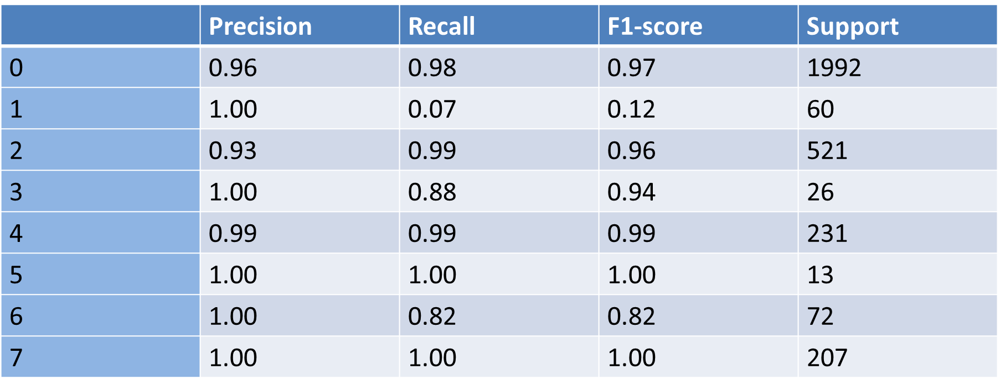 Precision Recall F1-score Support
0 0.96 0.98 0.97 1992
1 1.00 0.07 0.12 60
2 0.93 0.99 0.96 521
3 1.00 0.88 0.94 26
4 0.99 0.99 0.99 231
5 1.00 1.00 1.00 13
6 1.00 0.82 0.82 72
7 1.00 1.00 1.00 207